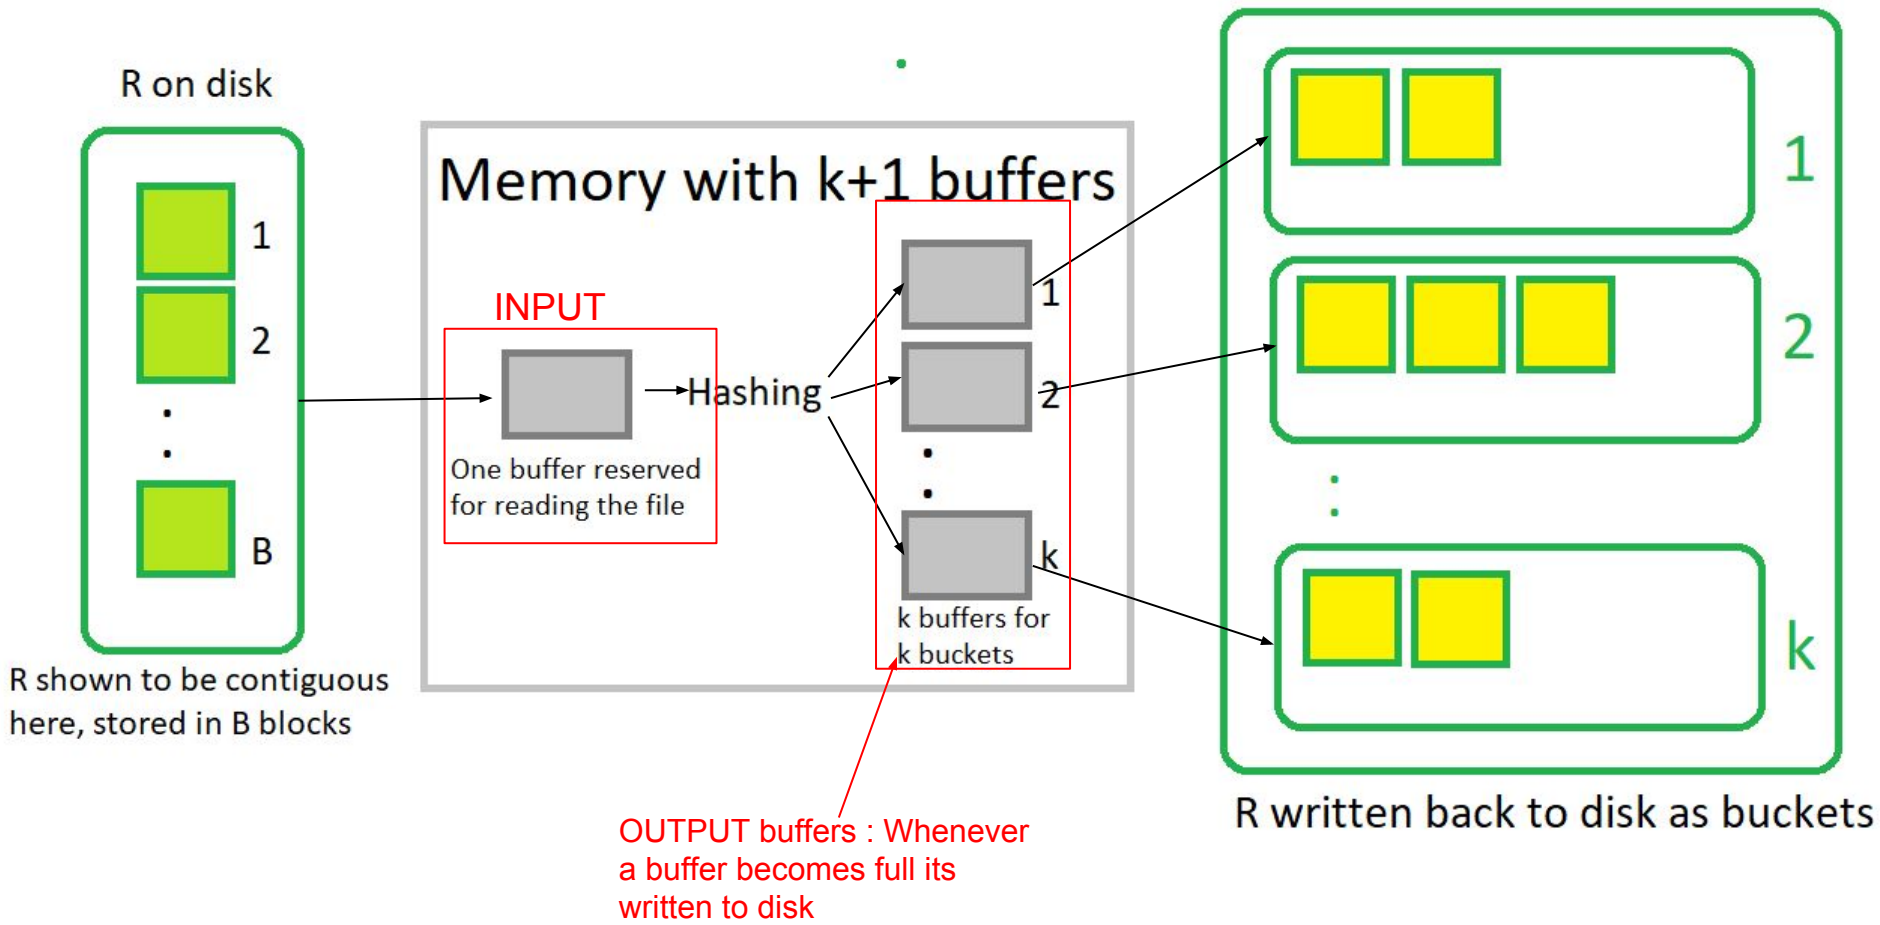 R on disk
1
2
B
R shown to be contiguous
here, stored in B blocks
Memory with k+1 buffers
INPUT
One buffer reserved
for reading the file
Hashing
1
2
k
k buffers for
k buckets
OUTPUT buffers : Whenever
a buffer becomes full its
written to disk
1
2
k
R written back to disk as buckets